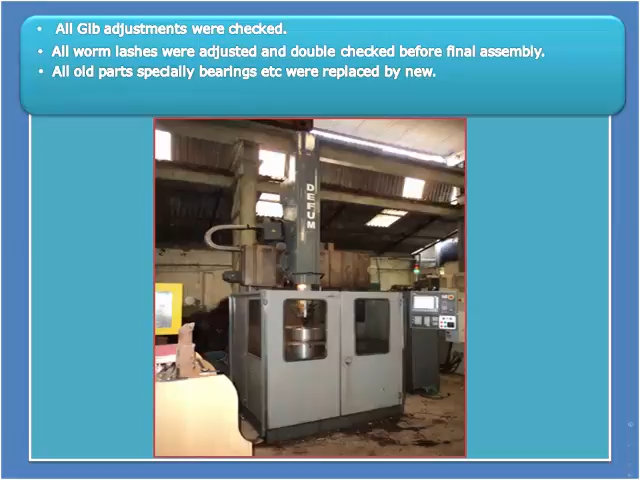 All Gib adjustments were checked.
All worm lashes were adjusted and double checked before final assembly.
All old parts specially bearings etc were replaced by new.
DEFUM